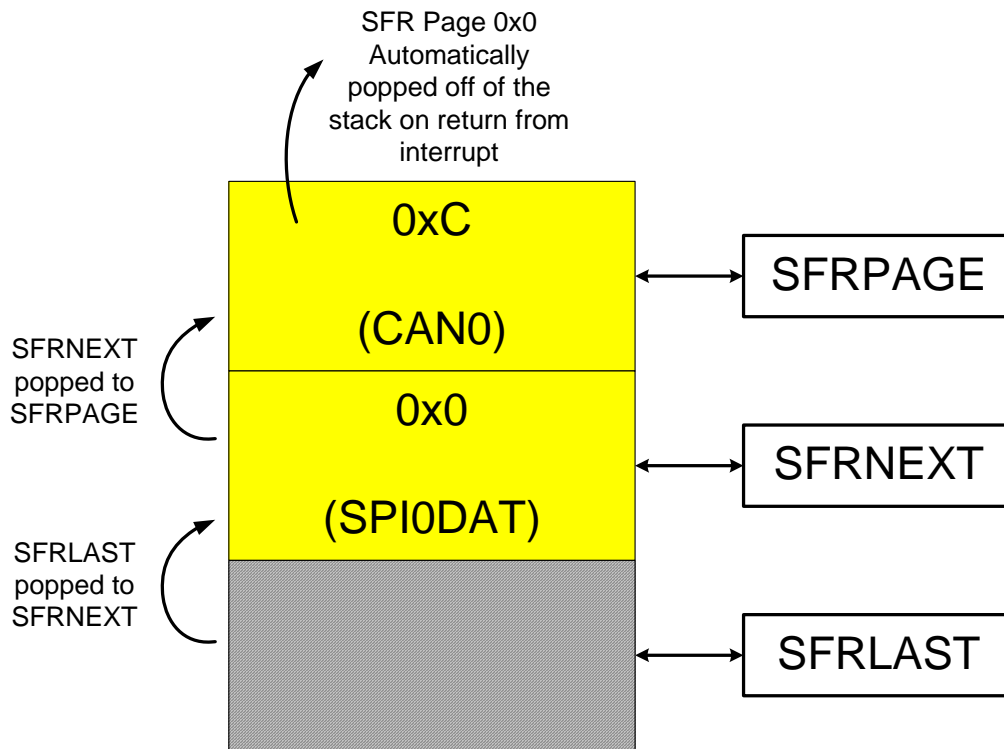 SFR Page 0x0
Automatically
popped off of the
stack on return from
interrupt
0xC
(CAN0)
SFRPAGE
SFRNEXT
popped to
SFRPAGE
0x0
(SPI0DAT)
SFRNEXT
SFRLAST
popped to
SFRNEXT
SFRLAST